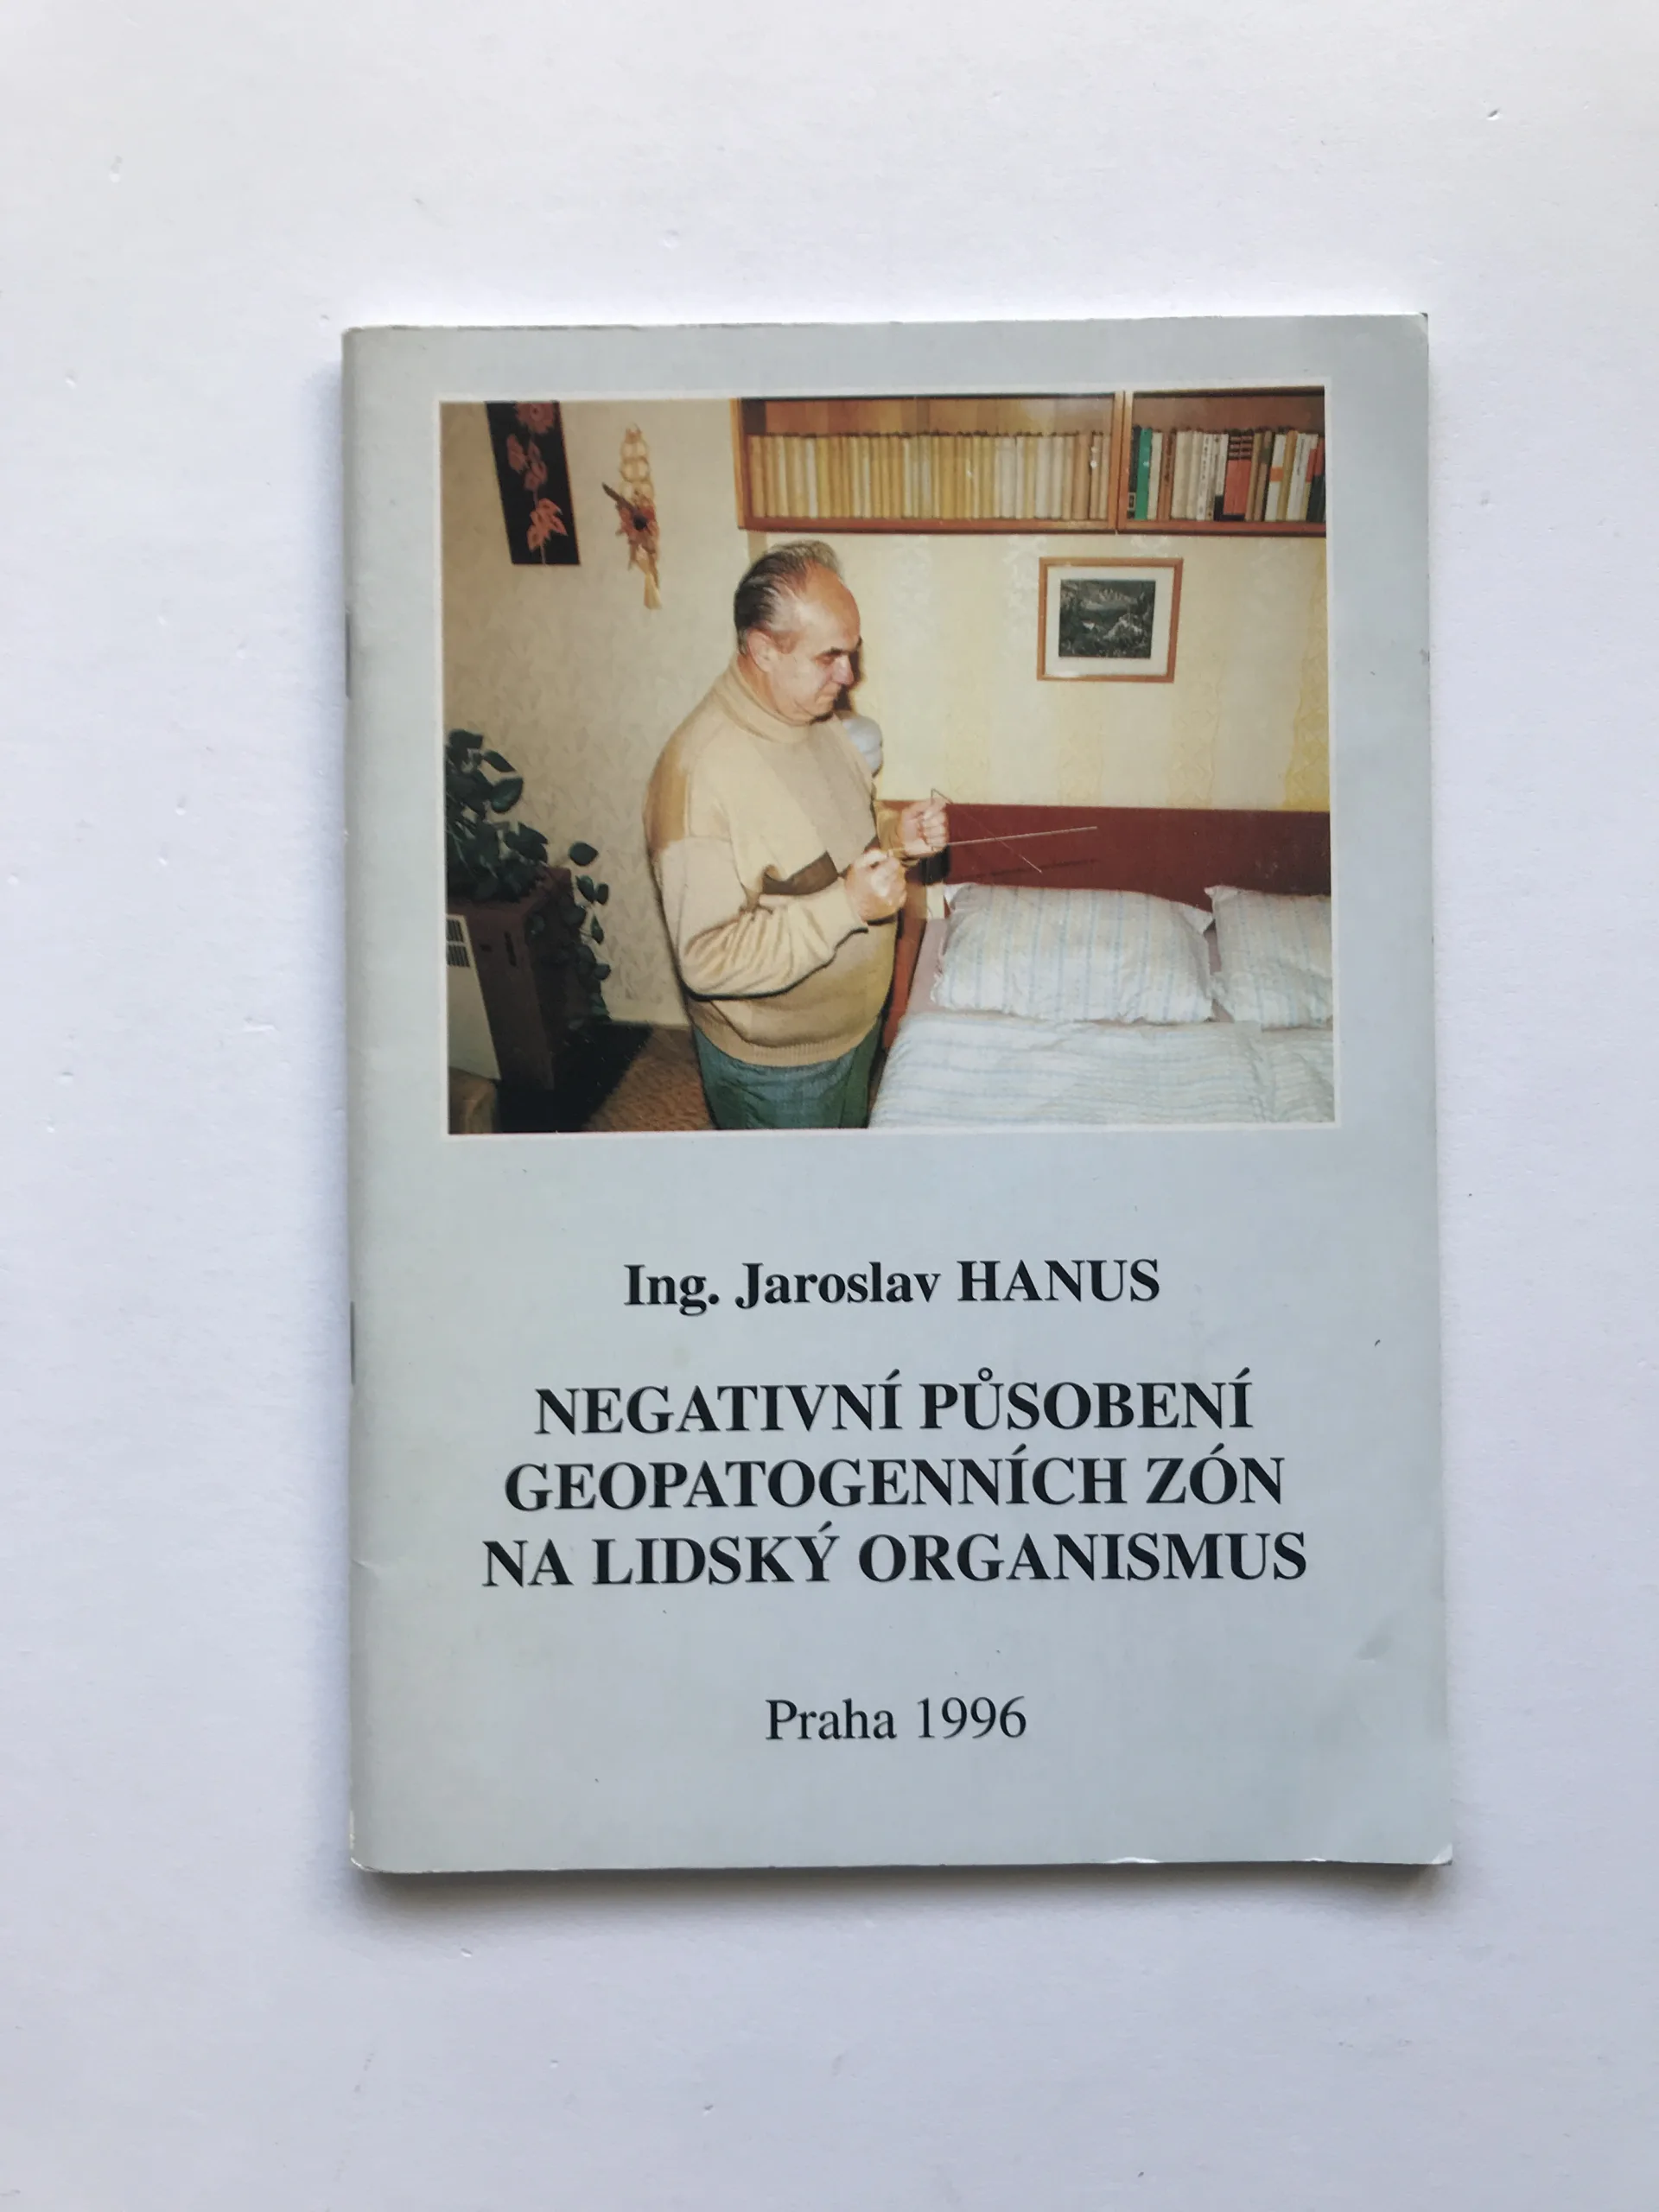 Ing. Jaroslav HANUS
NEGATIVNÍ PŮSOBENÍ
GEOPATOGENNÍCH ZÓN
NA LIDSKÝ ORGANISMUS
Praha 1996